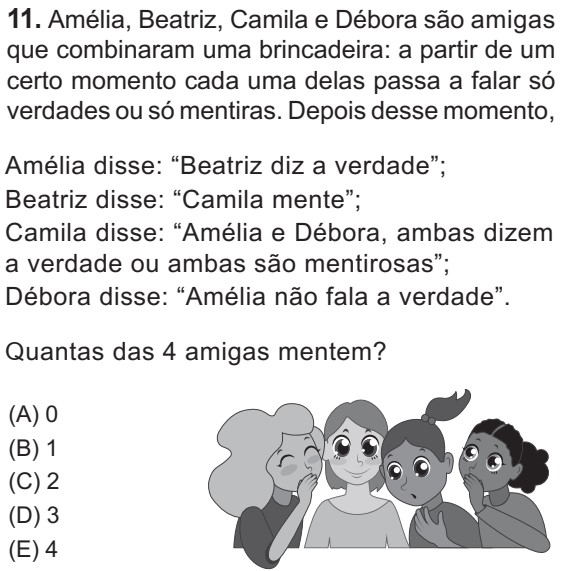 11. Amélia, Beatriz, Camila e Débora são amigas
que combinaram uma brincadeira: a partir de um
certo momento cada uma delas passa a falar só
verdades ou só mentiras. Depois desse momento,
Amélia disse: “Beatriz diz a verdade”;
Beatriz disse: “Camila mente”;
Camila disse: “Amélia e Débora, ambas dizem
a verdade ou ambas são mentirosas”;
Débora disse: “Amélia não fala a verdade”.
Quantas das 4 amigas mentem?
(A) 0
(B) 1
(C) 2
(D) 3
(E) 4